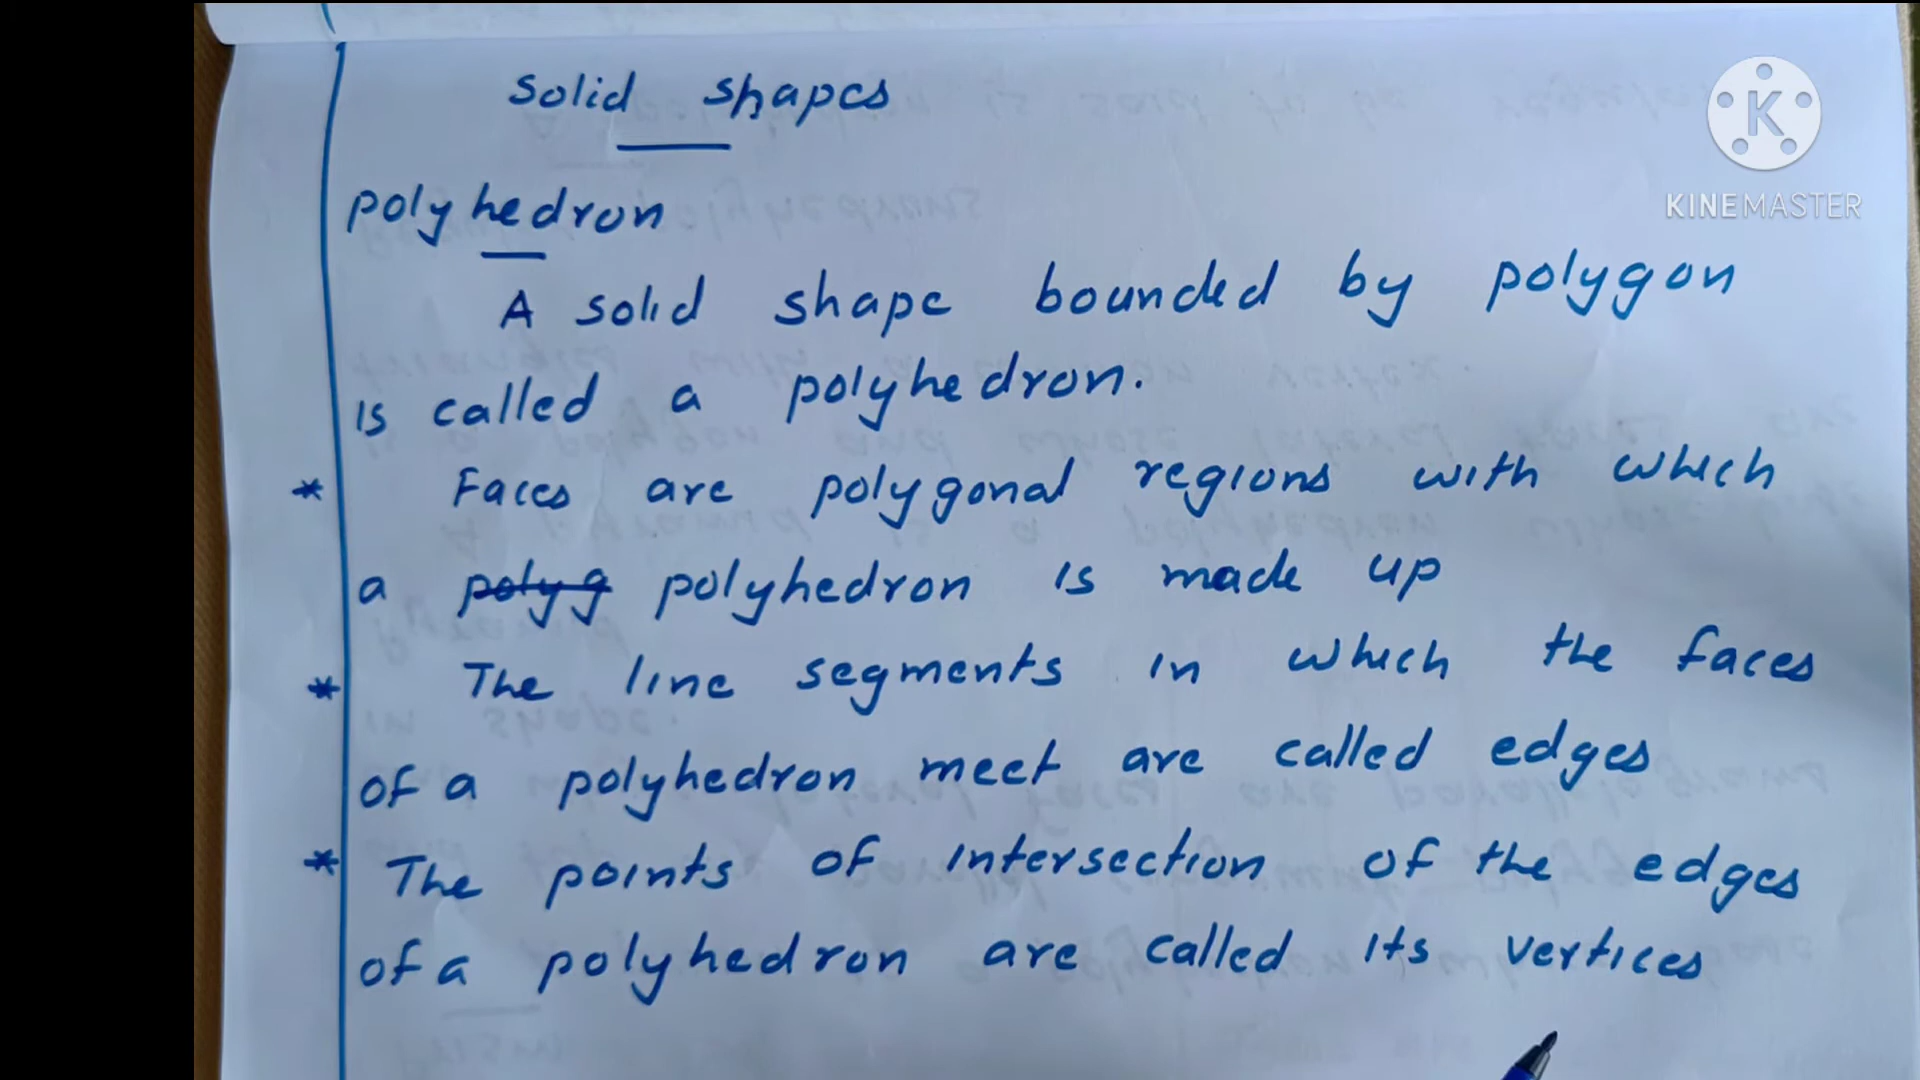 Solid shapes
polyhedron
A solid shape bounded by polygon
is called a polyhedron.
* Faces are polygonal regions with which
a polyg polyhedron is made up
* The line segments in which the faces
of a polyhedron meet are called edges
* The points of intersection of the edges
of a polyhedron are called its vertices
K
KINEMASTER